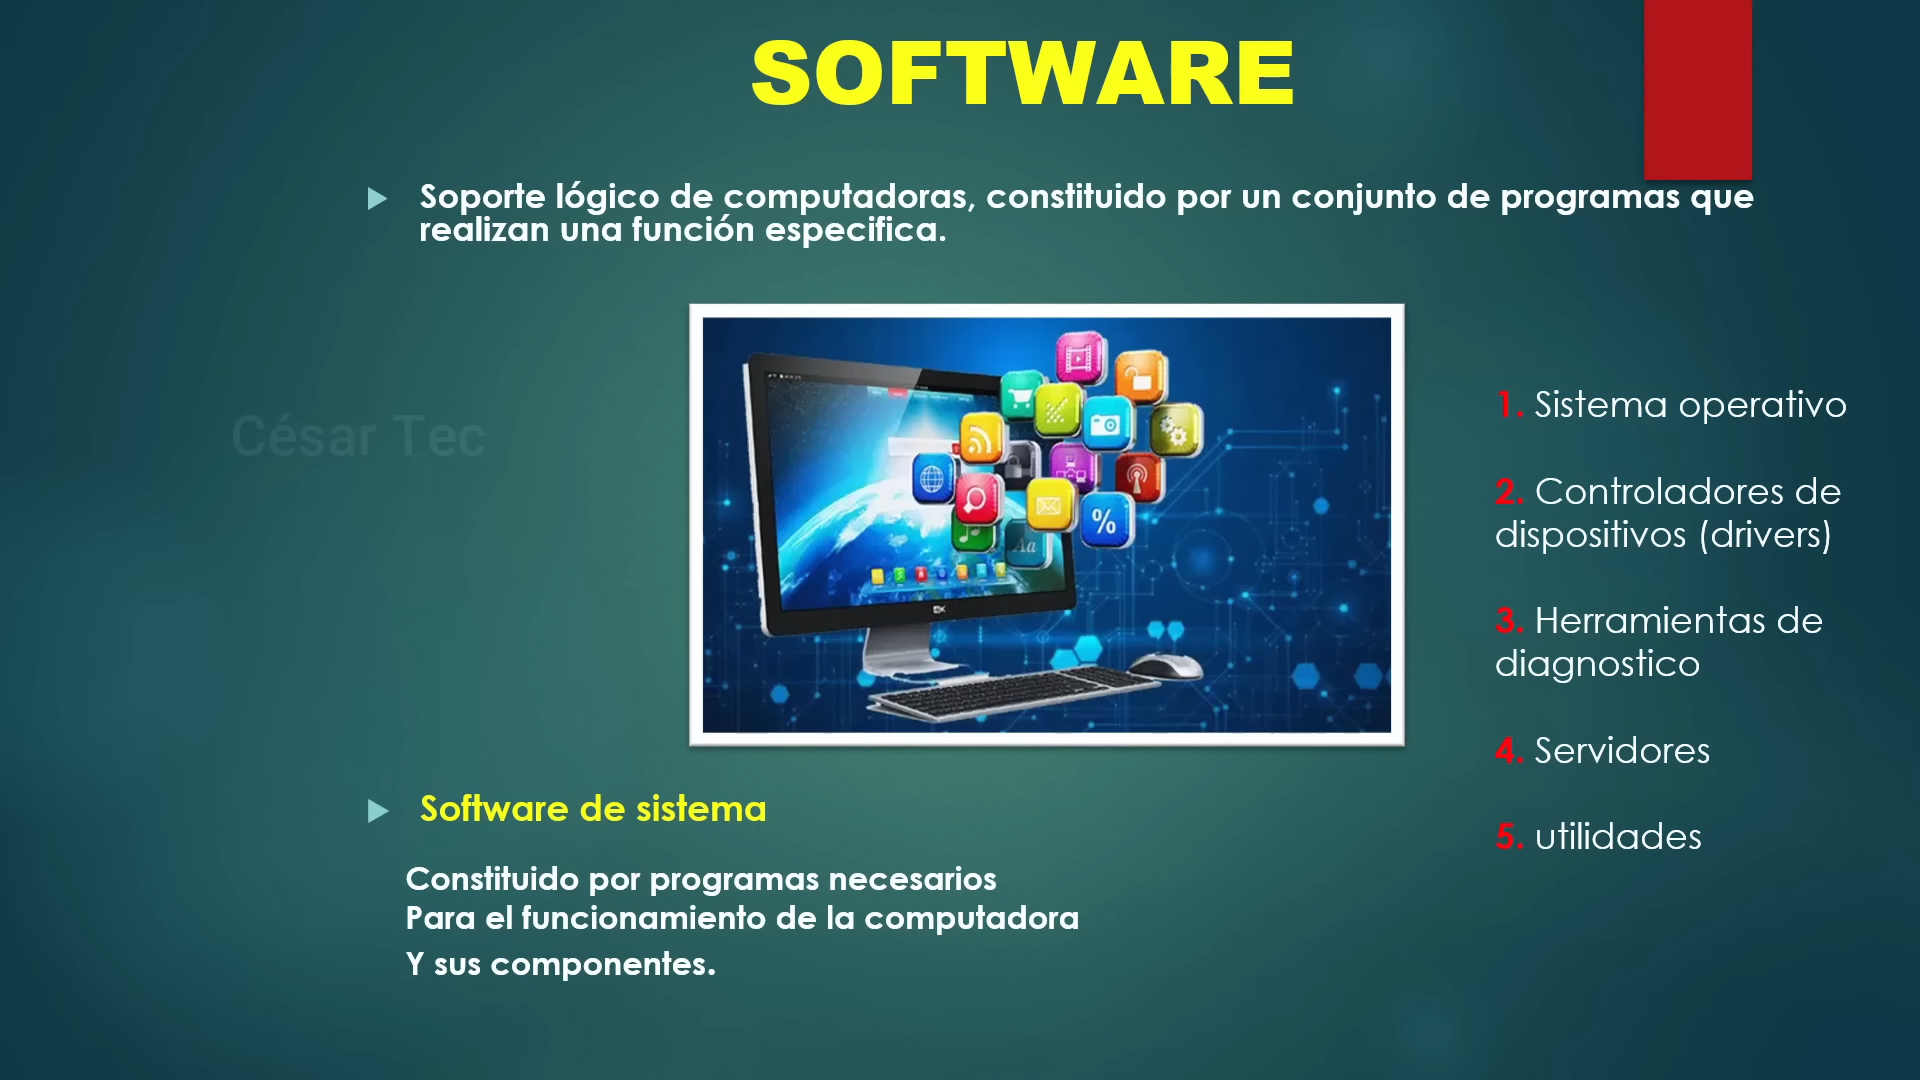 SOFTWARE
Soporte lógico de computadoras, constituido por un conjunto de programas que
realizan una función especifica.
César Tec
Aa
%
1. Sistema operativo
2. Controladores de
dispositivos (drivers)
3. Herramientas de
diagnostico
4. Servidores
5. utilidades
Software de sistema
Constituido por programas necesarios
Para el funcionamiento de la computadora
Y sus componentes.